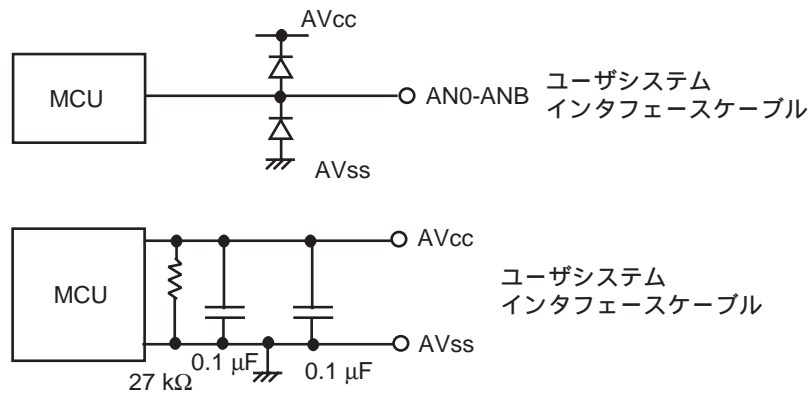 AVcc
MCU
AN0-ANB
ユーザシステム
インタフェースケーブル
AVss
AVcc
MCU
ユーザシステム
インタフェースケーブル
AVss
0.1 μF
0.1 μF
27 kΩ